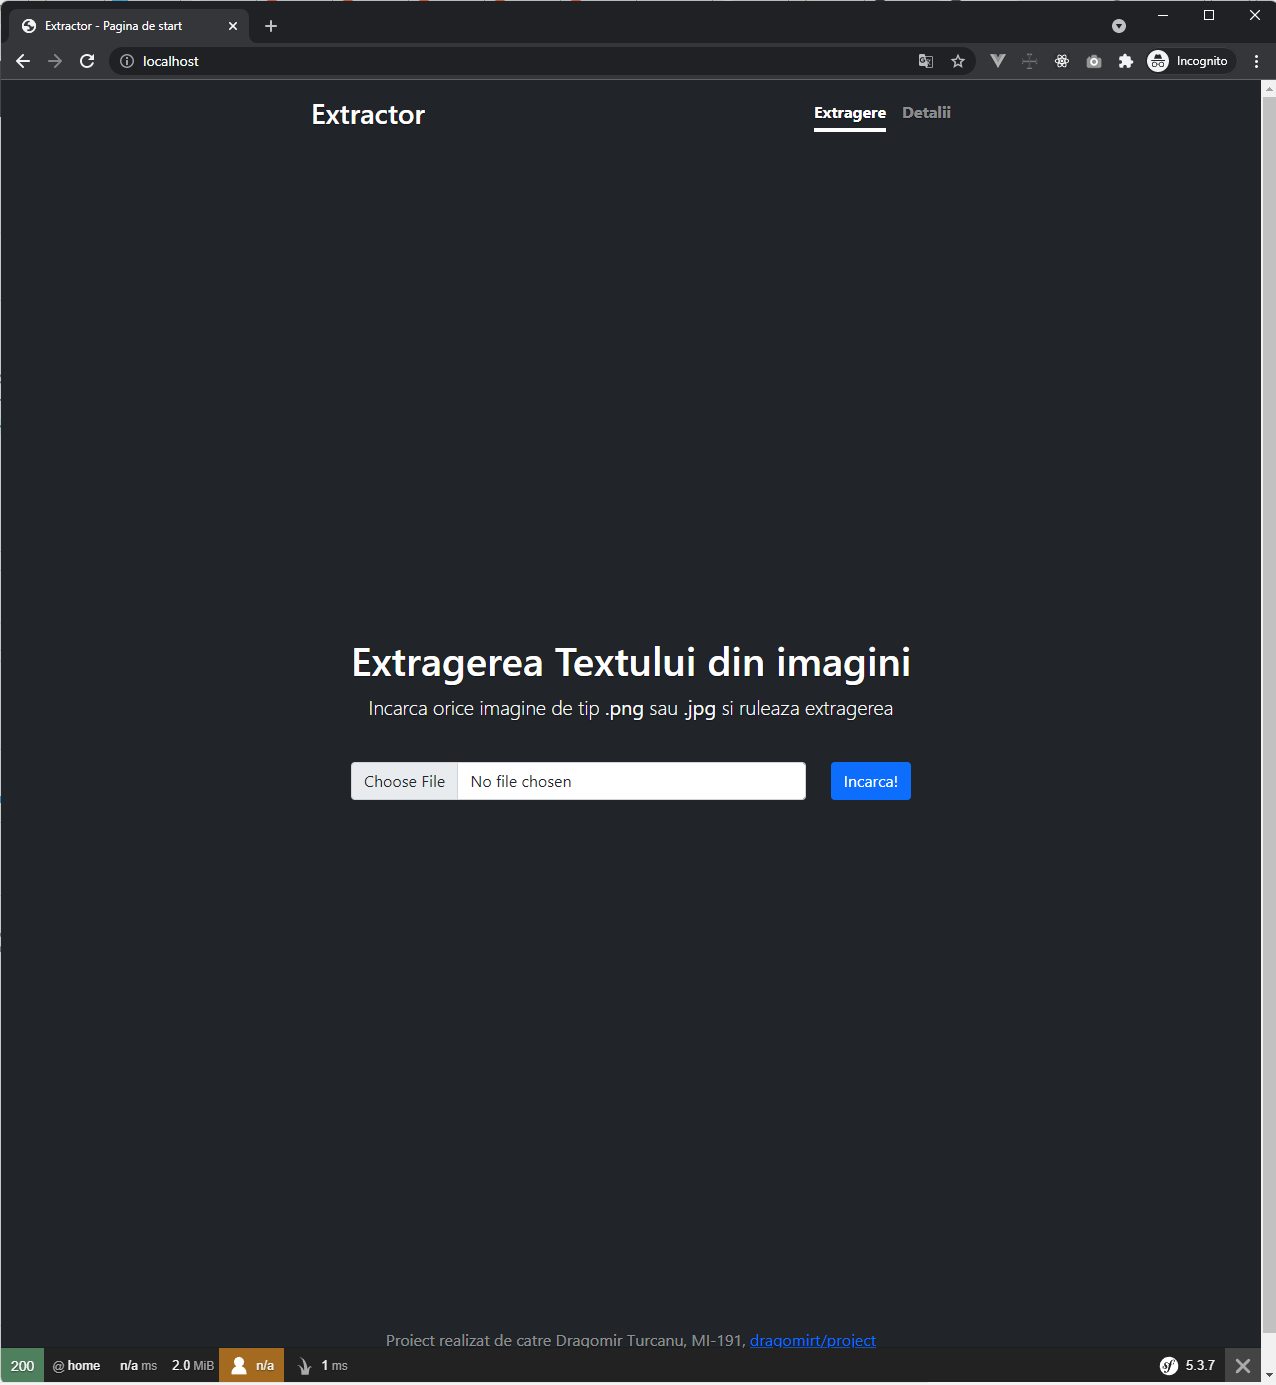 Extractor - Pagina de start
localhost
Incognito
Extractor
Extragere Detalii
Extragerea Textului din imagini
Incarca orice imagine de tip .png sau .jpg si ruleaza extragerea
Choose File No file chosen Incarca!
Proiect realizat de catre Dragomir Turcanu, MI-191, dragomirt/project
200 @ home n/a ms 2.0 MiB n/a 1 ms sf 5.3.7